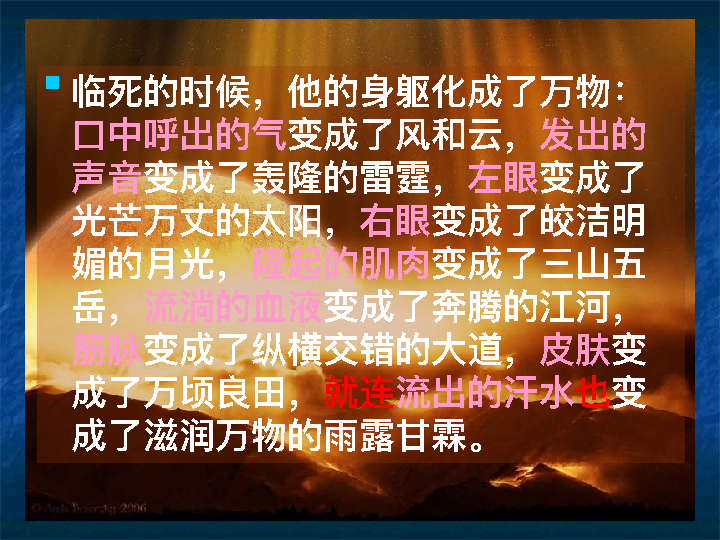 临死的时候，他的身躯化成了万物：
口中呼出的气变成了风和云，发出的
声音变成了轰隆的雷霆，左眼变成了
光芒万丈的太阳，右眼变成了皎洁明
媚的月光，隆起的肌肉变成了三山五
岳，流淌的血液变成了奔腾的江河，
筋脉变成了纵横交错的大道，皮肤变
成了万顷良田，就连流出的汗水也变
成了滋润万物的雨露甘霖。
2006